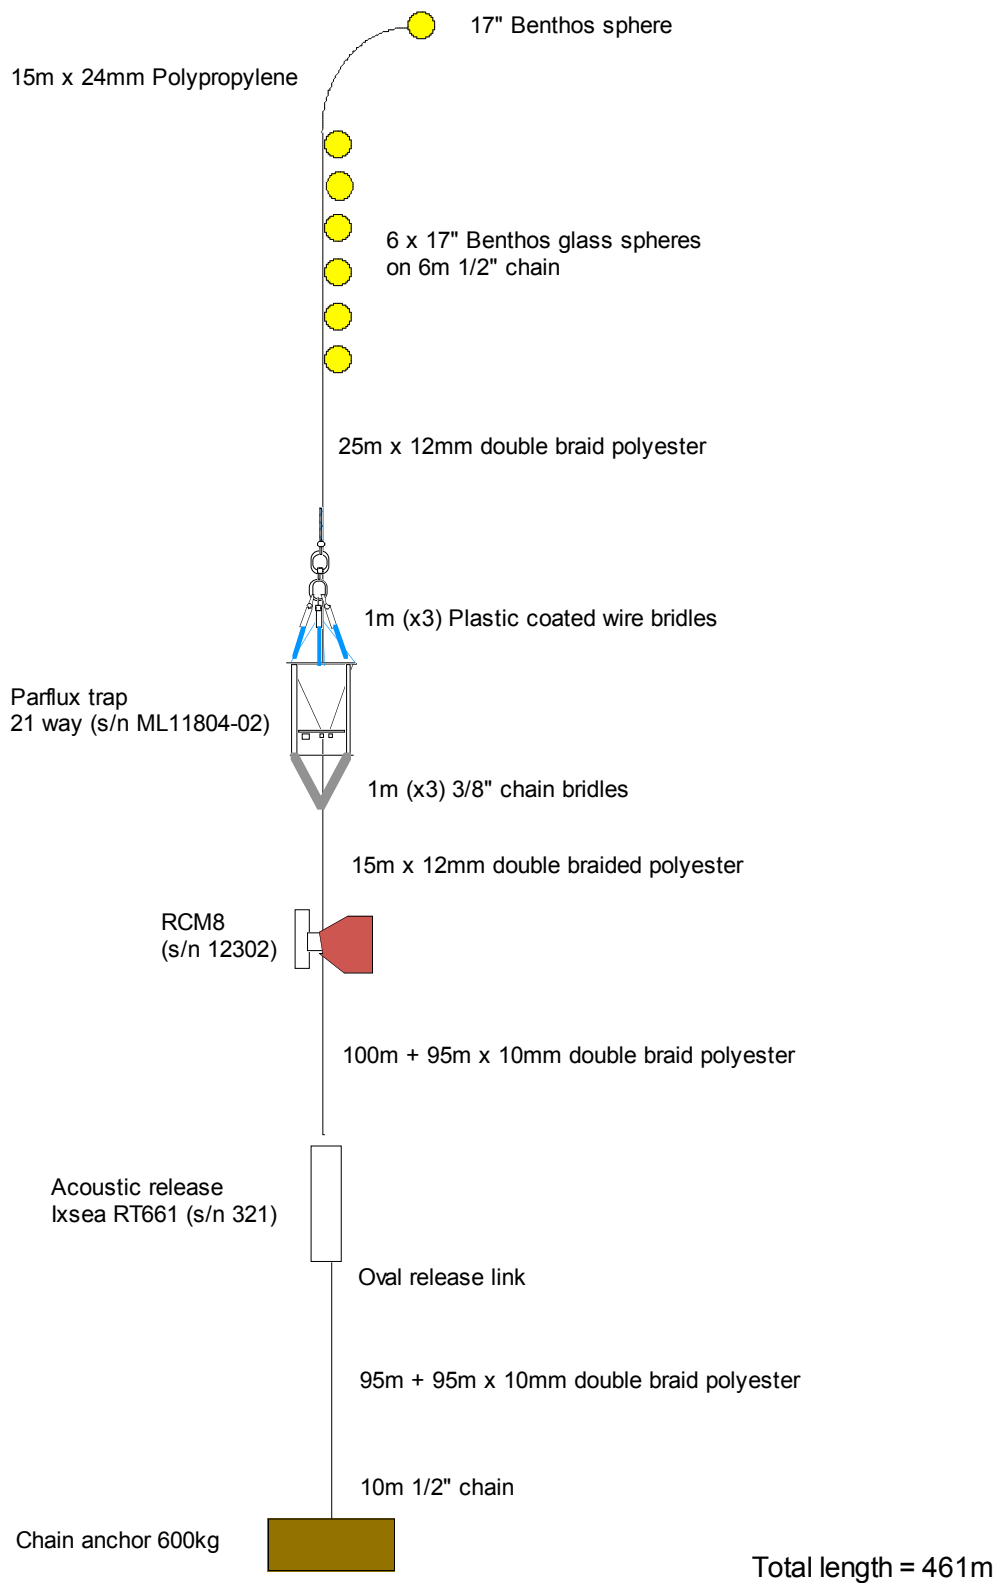 17" Benthos sphere
15m x 24mm Polypropylene
6 x 17" Benthos glass spheres
on 6m 1/2" chain
25m x 12mm double braid polyester
1m (x3) Plastic coated wire bridles
Parflux trap
21 way (s/n ML11804-02)
1m (x3) 3/8" chain bridles
15m x 12mm double braided polyester
RCM8
(s/n 12302)
100m + 95m x 10mm double braid polyester
Acoustic release
Ixsea RT661 (s/n 321)
Oval release link
95m + 95m x 10mm double braid polyester
10m 1/2" chain
Chain anchor 600kg
Total length = 461m